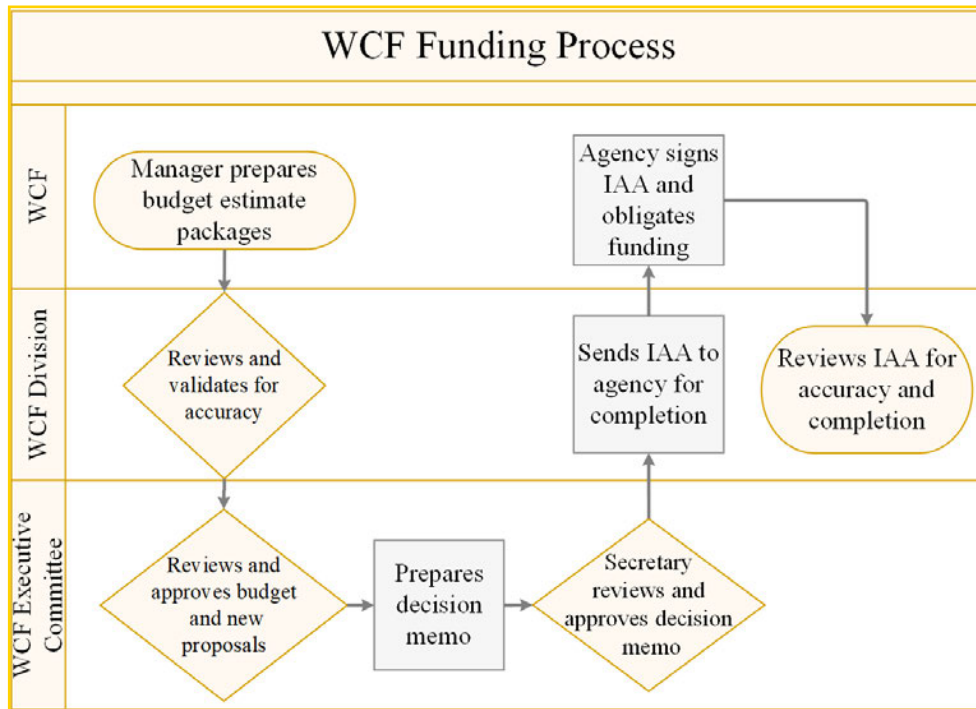 WCF Funding Process
WCF
Manager prepares
budget estimate
packages
Agency signs
IAA and
obligates
funding
WCF Division
Reviews and
validates for
accuracy
Sends IAA to
agency for
completion
Reviews IAA for
accuracy and
completion
WCF Executive
Committee
Reviews and
approves budget
and new
proposals
Prepares
decision
memo
Secretary
reviews and
approves decision
memo